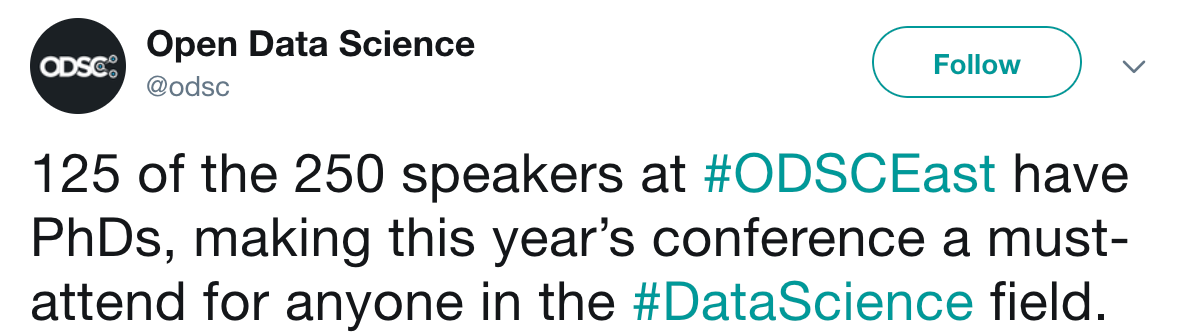 ODSC
Open Data Science
@odsc
Follow
125 of the 250 speakers at #ODSCEast have
PhDs, making this year’s conference a must-
attend for anyone in the #DataScience field.